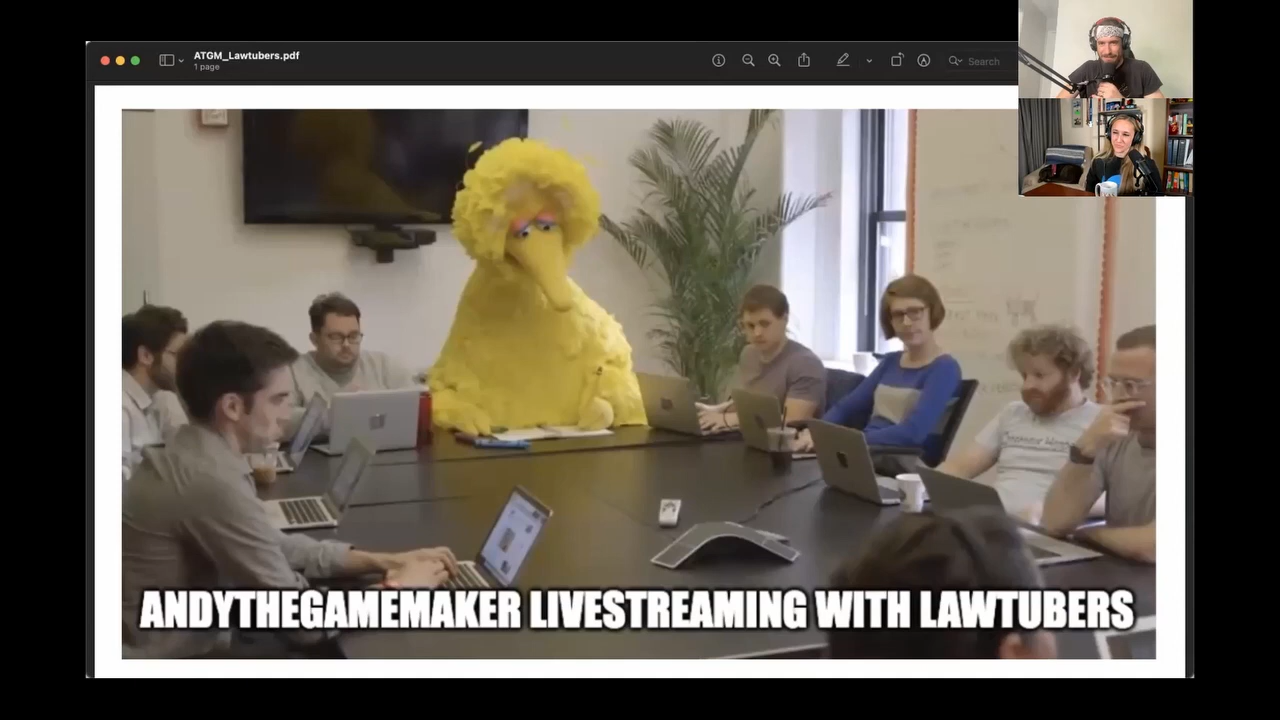 ATGM_Lawtubers.pdf
1 page
Search
ANDYTHEGAMEMAKER LIVESTREAMING WITH LAWTUBERS